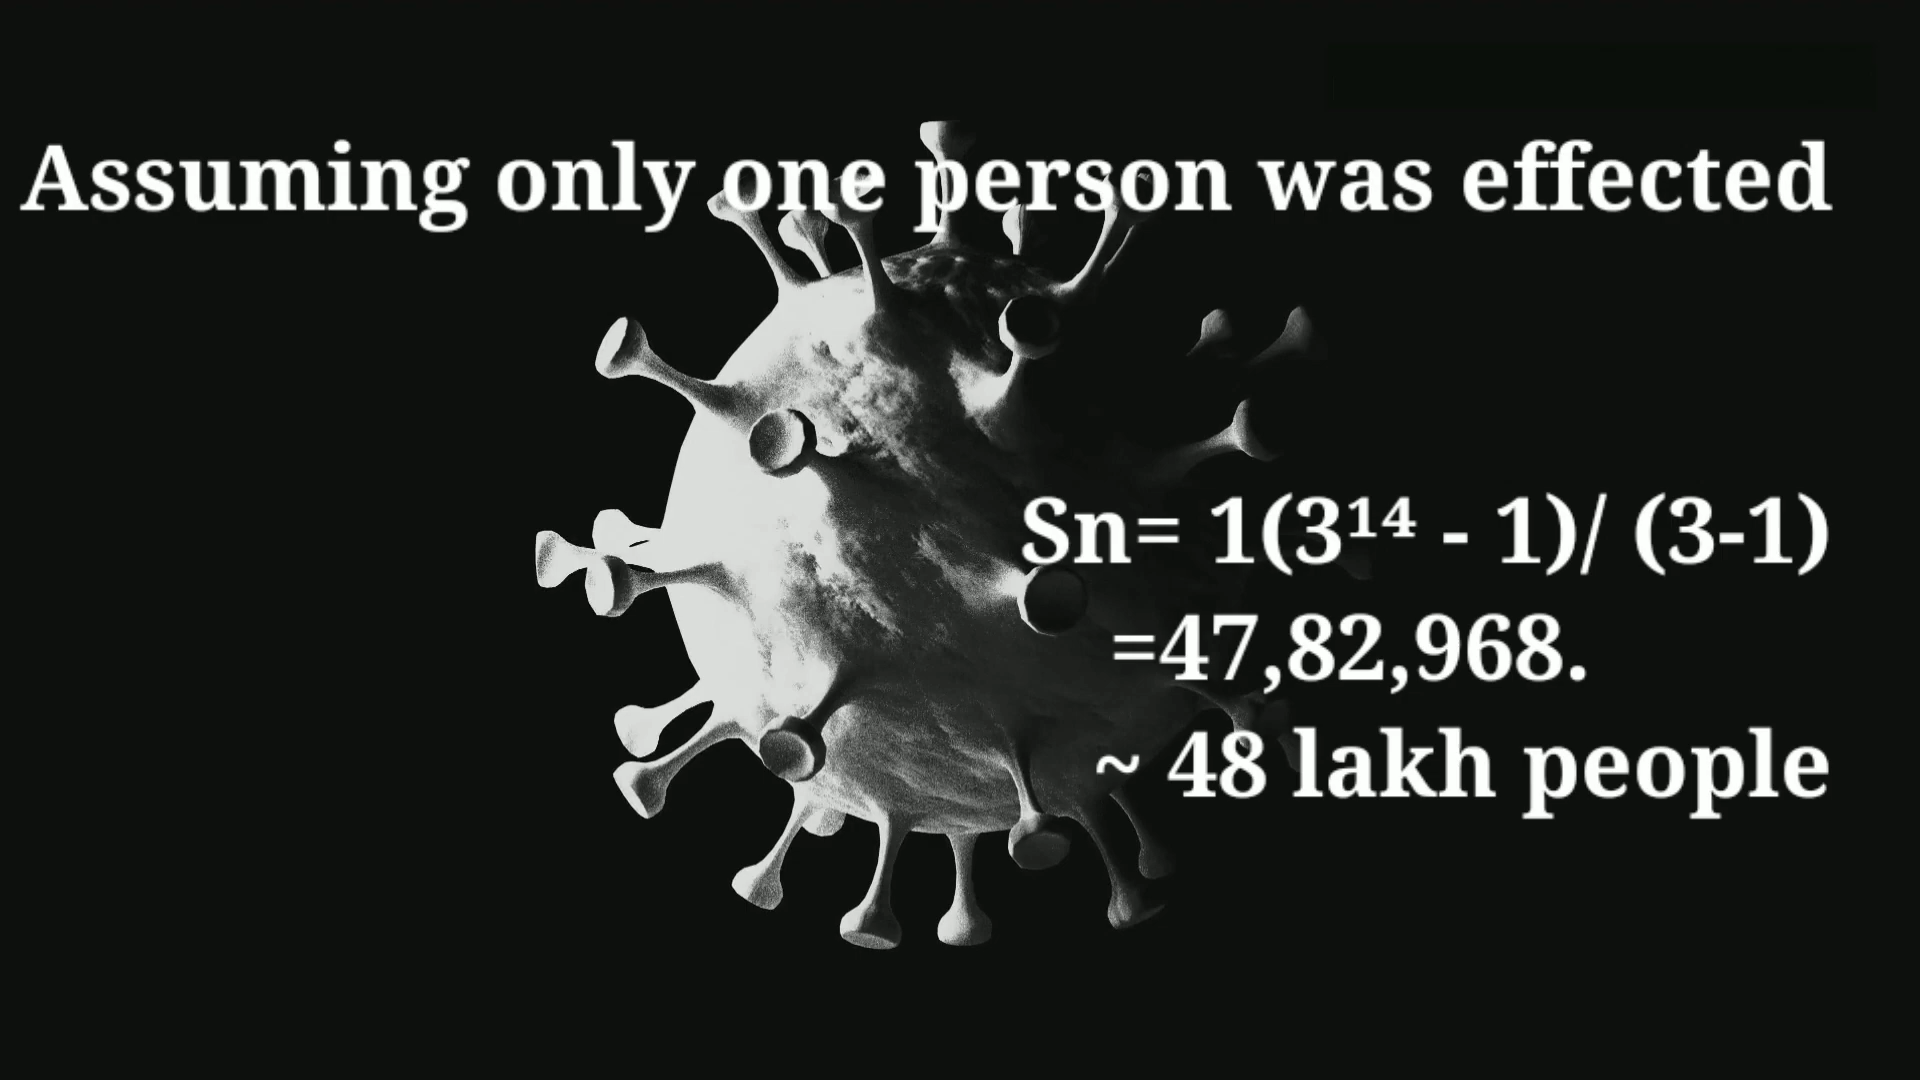 Assuming only one person was effected
Sn= 1(3¹⁴ - 1)/ (3-1)
=47,82,968.
~ 48 lakh people